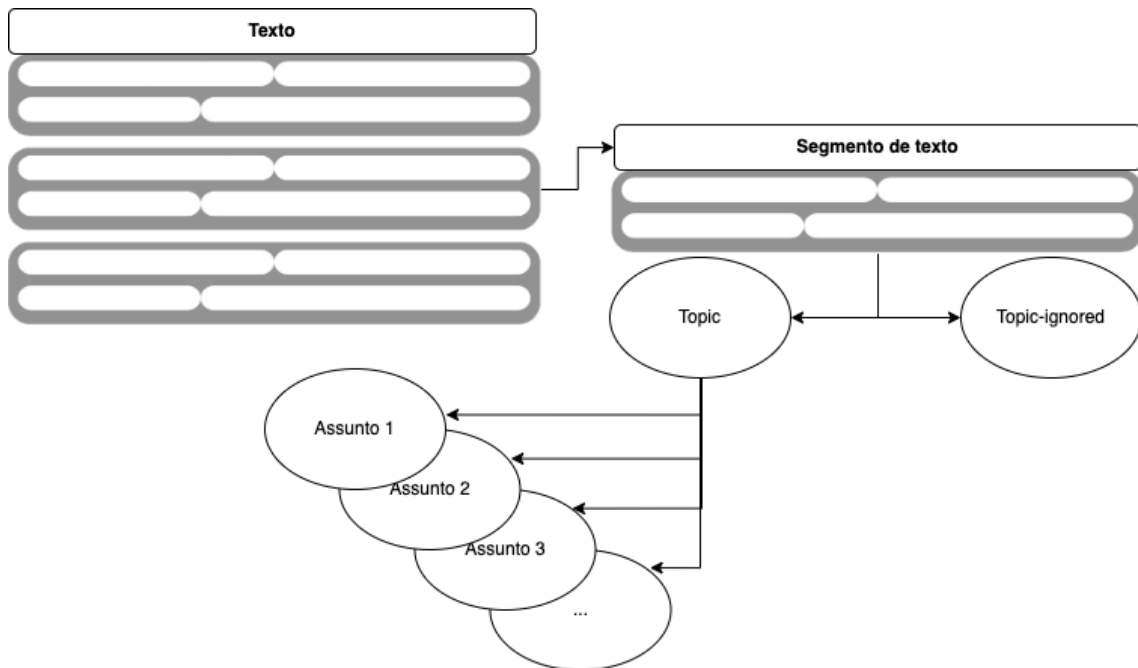 Texto
Segmento de texto
Topic
Topic-ignored
Assunto 1
Assunto 2
Assunto 3
...